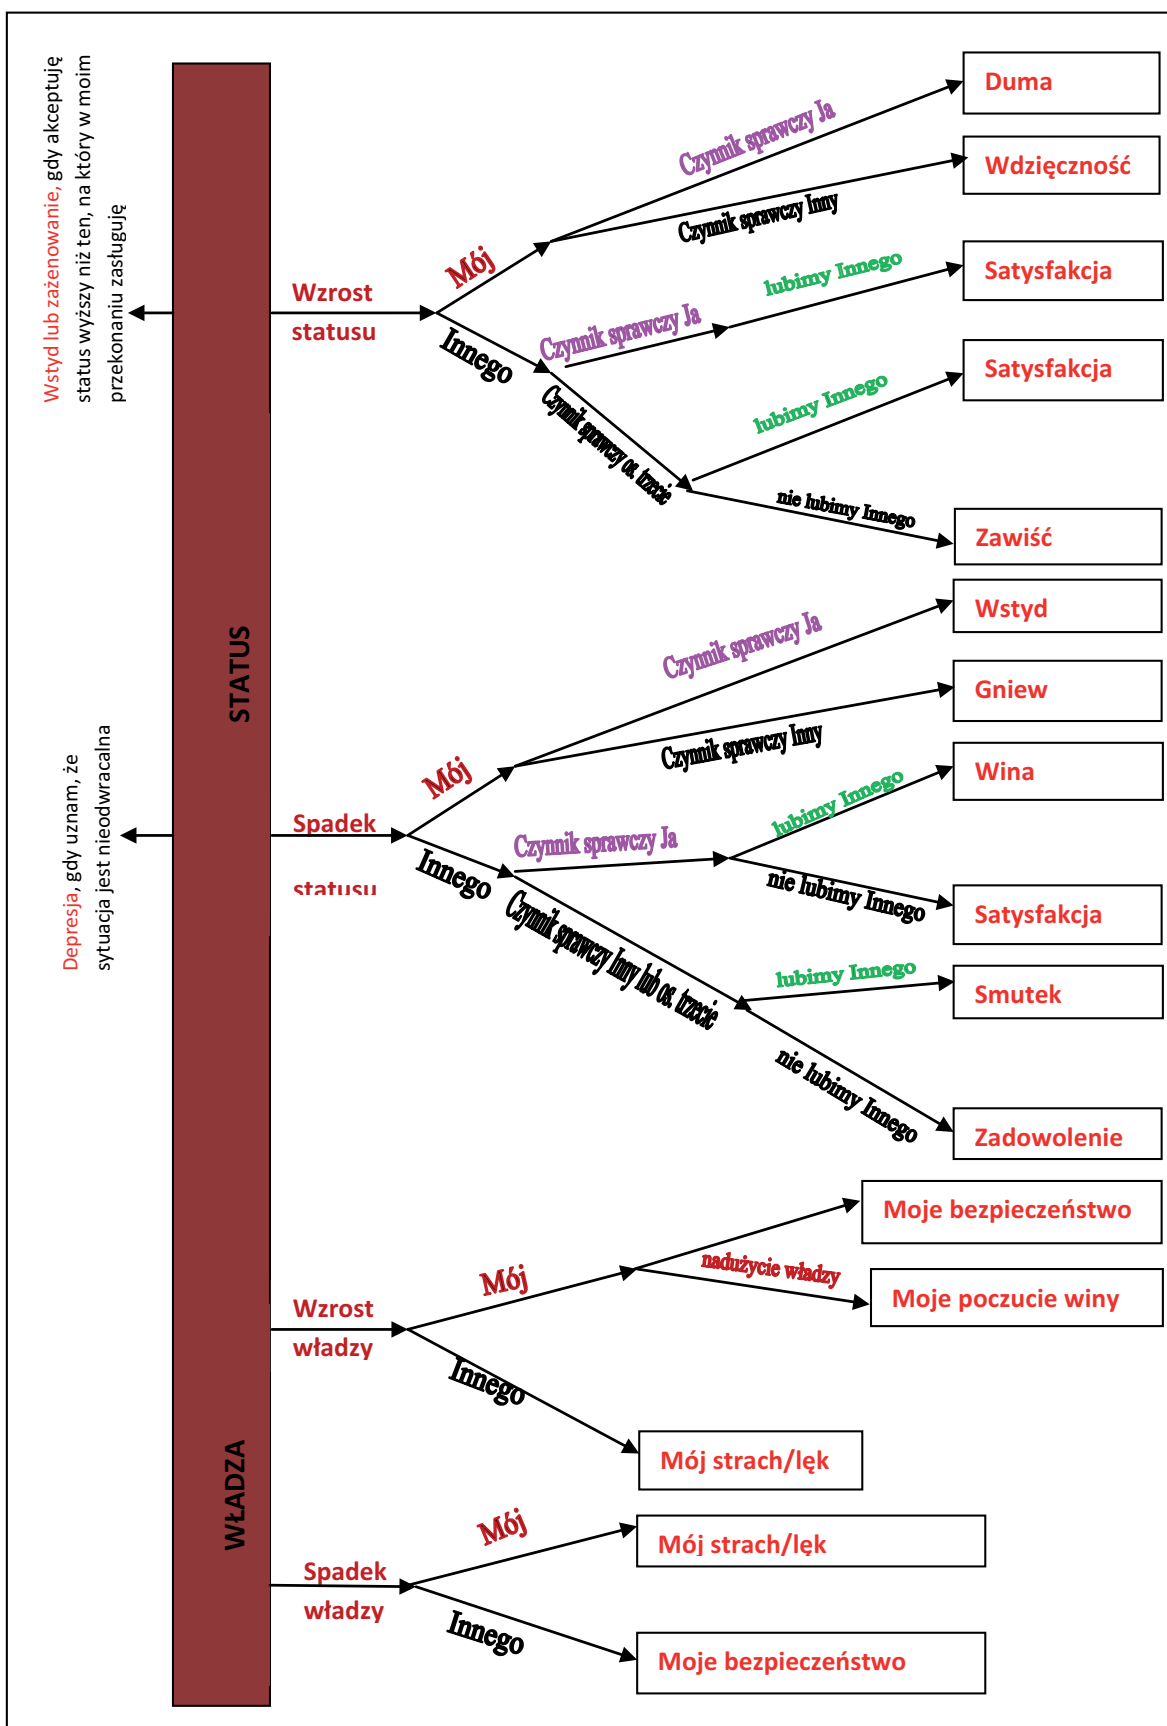 Wstyd lub zażenowanie, gdy akceptuję
status wyższy niż ten, na który w moim
przekonaniu zasługuję
Depresja, gdy uznam, że
sytuacja jest nieodwracalna
STATUS
WŁADZA
Wzrost
statusu
Mój
Czynnik sprawczy Ja
Duma
Czynnik sprawczy Inny
Wdzięczność
Innego
Czynnik sprawczy Ja
lubimy Innego
Satysfakcja
Czynnik sprawczy os. trzecie
lubimy Innego
Satysfakcja
nie lubimy Innego
Zawiść
Spadek
statusu
Mój
Czynnik sprawczy Ja
Wstyd
Czynnik sprawczy Inny
Gniew
Innego
Czynnik sprawczy Ja
lubimy Innego
Wina
nie lubimy Innego
Satysfakcja
Czynnik sprawczy Inny lub os. trzecie
lubimy Innego
Smutek
nie lubimy Innego
Zadowolenie
Wzrost
władzy
Mój
Moje bezpieczeństwo
nadużycie władzy
Moje poczucie winy
Innego
Mój strach/lęk
Spadek
władzy
Mój
Mój strach/lęk
Innego
Moje bezpieczeństwo